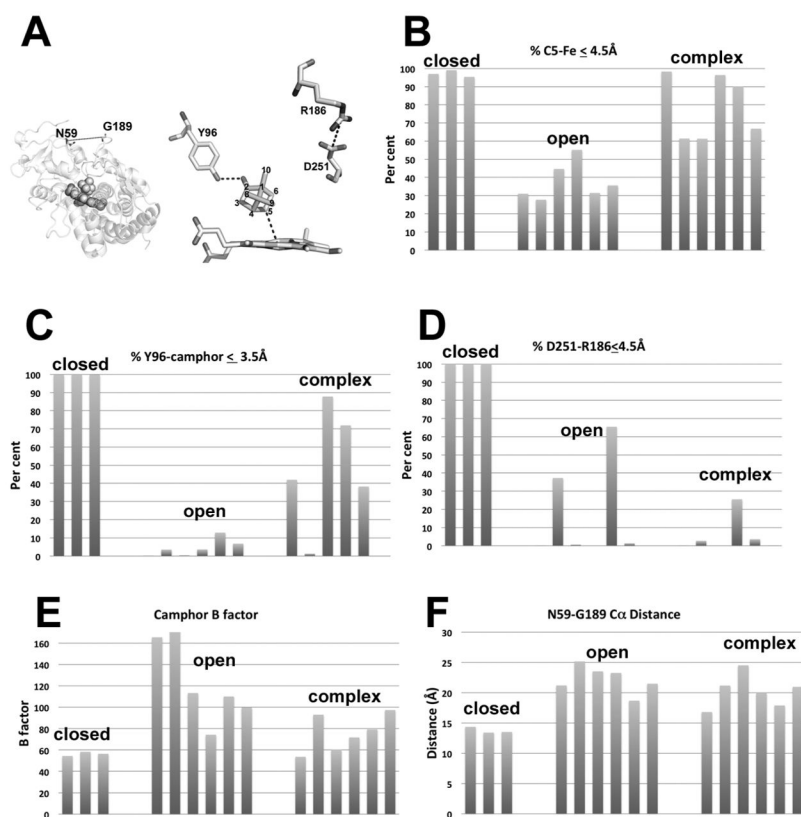 A
N59
G189
Y96
R186
D251
10
2
1
6
8
3
9
4
5
B
% C5-Fe ≤ 4.5Å
closed
open
complex
Per cent
100
90
80
70
60
50
40
30
20
10
0
C
% Y96-camphor ≤ 3.5Å
closed
open
complex
Per cent
100
90
80
70
60
50
40
30
20
10
0
D
% D251-R186≤4.5Å
closed
open
complex
Per cent
100
90
80
70
60
50
40
30
20
10
0
E
Camphor B factor
closed
open
complex
B factor
160
140
120
100
80
60
40
20
0
F
N59-G189 Cα Distance
closed
open
complex
Distance (Å)
30
25
20
15
10
5
0